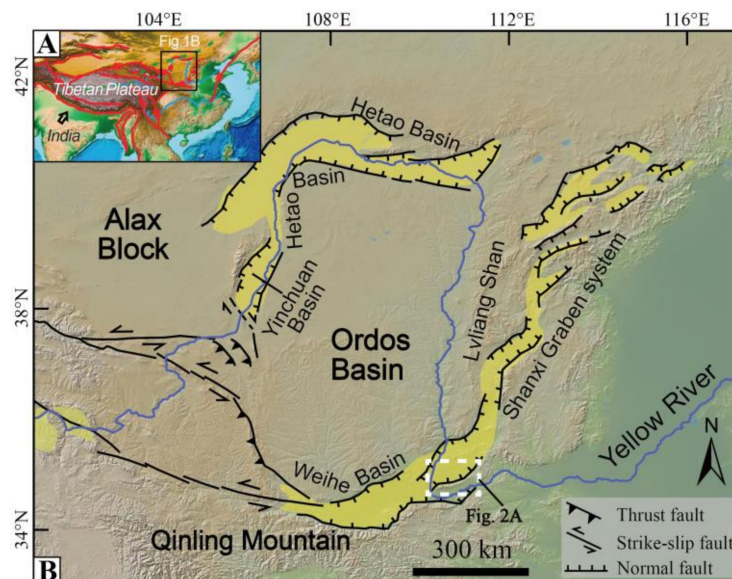 104°E
108°E
112°E
116°E
A
Fig.1B
Tibetan Plateau
India
42°N
Hetao Basin
Hetao
Basin
Alax
Block
Yinchuan
Basin
38°N
Lvliang Shan
Shanxi Graben system
Ordos
Basin
Yellow River
N
Weihe Basin
Fig. 2A
34°N
Qinling Mountain
300 km
Thrust fault
Strike-slip fault
Normal fault
B